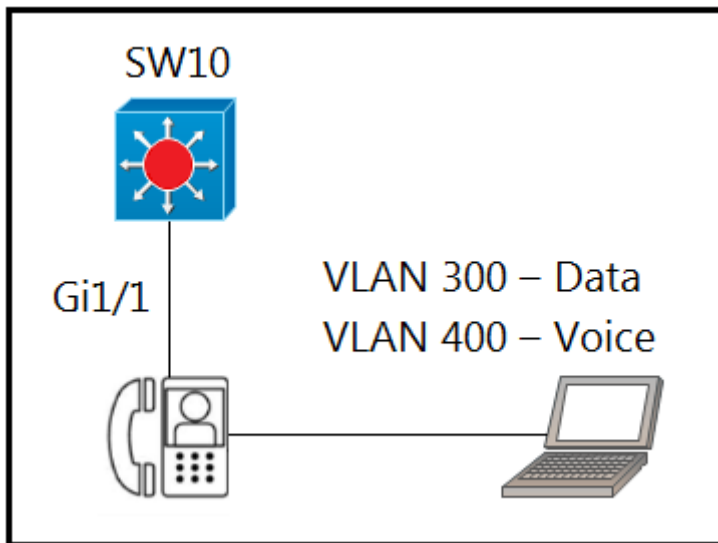 SW10
Gi1/1
VLAN 300 – Data
VLAN 400 – Voice